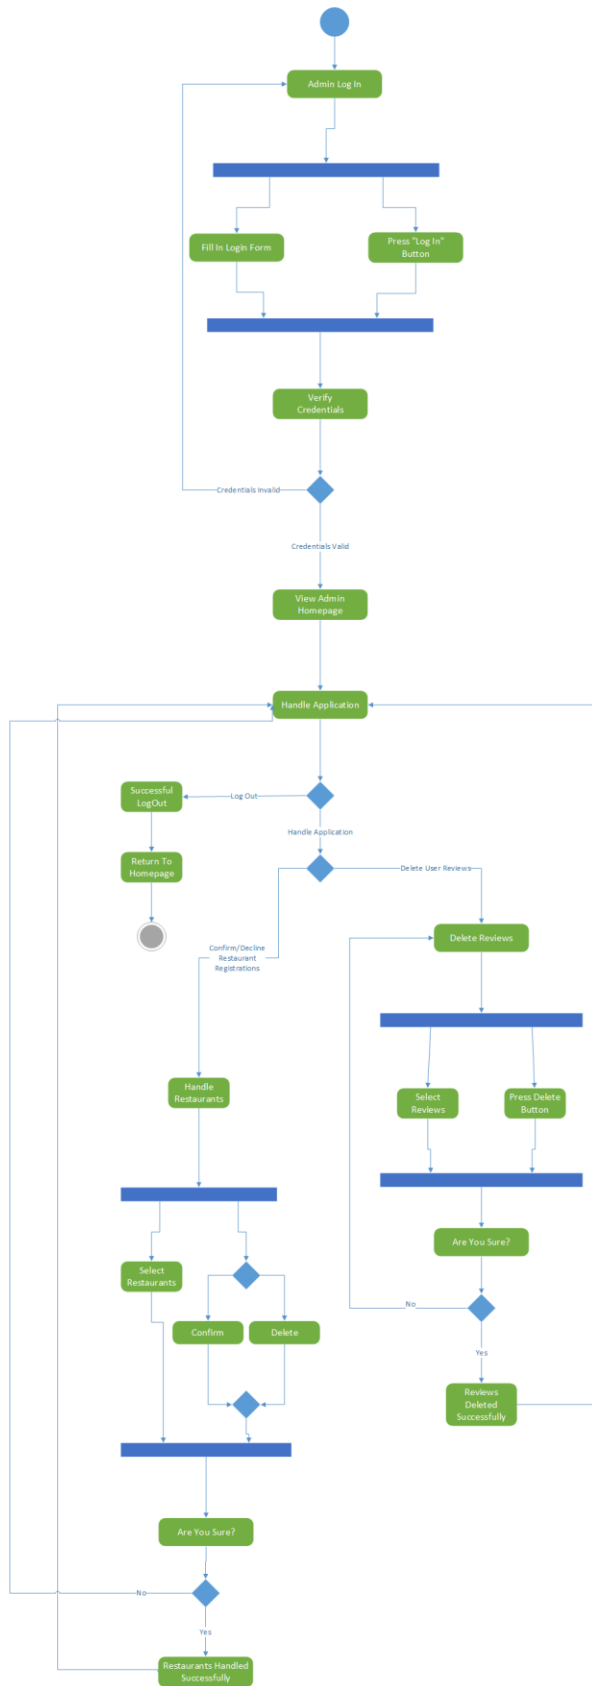 Admin Log In
Fill In Login Form
Press "Log In"
Button
Verify
Credentials
Credentials Invalid
Credentials Valid
View Admin
Homepage
Handle Application
Successful
LogOut
Log Out
Handle Application
Return To
Homepage
Delete User Reviews
Confirm/Decline
Restaurant
Registrations
Delete Reviews
Handle
Restaurants
Select
Reviews
Press Delete
Button
Are You Sure?
Select
Restaurants
Confirm
Delete
No
Yes
Reviews
Deleted
Successfully
Are You Sure?
No
Yes
Restaurants Handled
Successfully